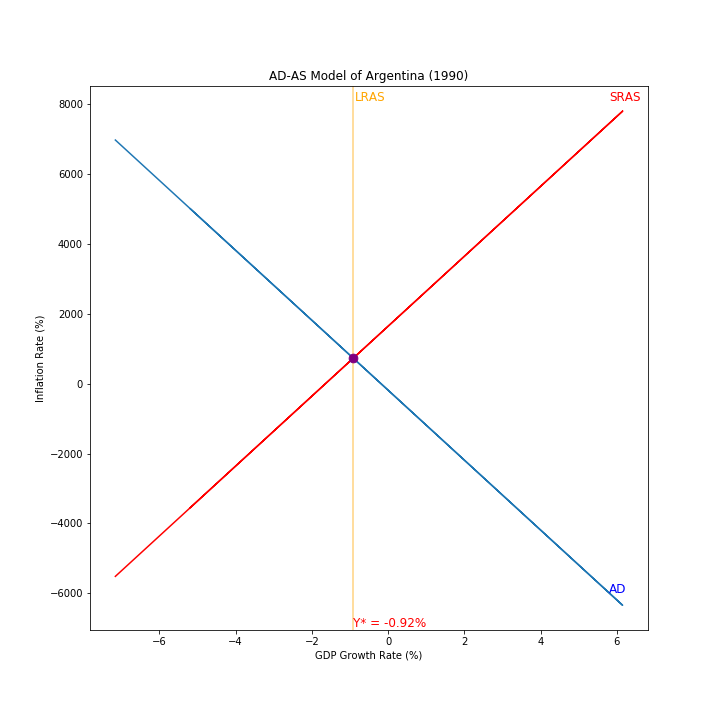 AD-AS Model of Argentina (1990)
LRAS
SRAS
8000
6000
4000
2000
0
−2000
−4000
−6000
Inflation Rate (%)
AD
Y* = -0.92%
−6
−4
−2
0
2
4
6
GDP Growth Rate (%)